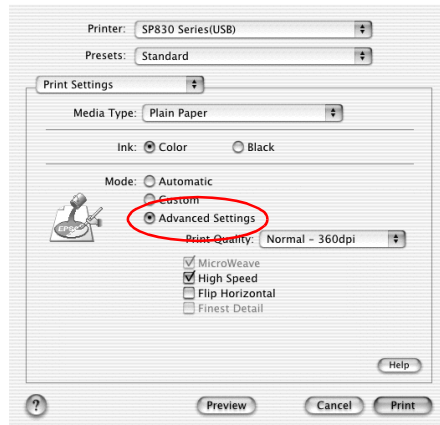 Printer: SP830 Series(USB)
Presets: Standard
Print Settings
Media Type: Plain Paper
Ink: Color Black
Mode: Automatic
Custom
Advanced Settings
Print Quality: Normal – 360dpi
MicroWeave
High Speed
Flip Horizontal
Finest Detail
EPSON
Help
? Preview Cancel Print